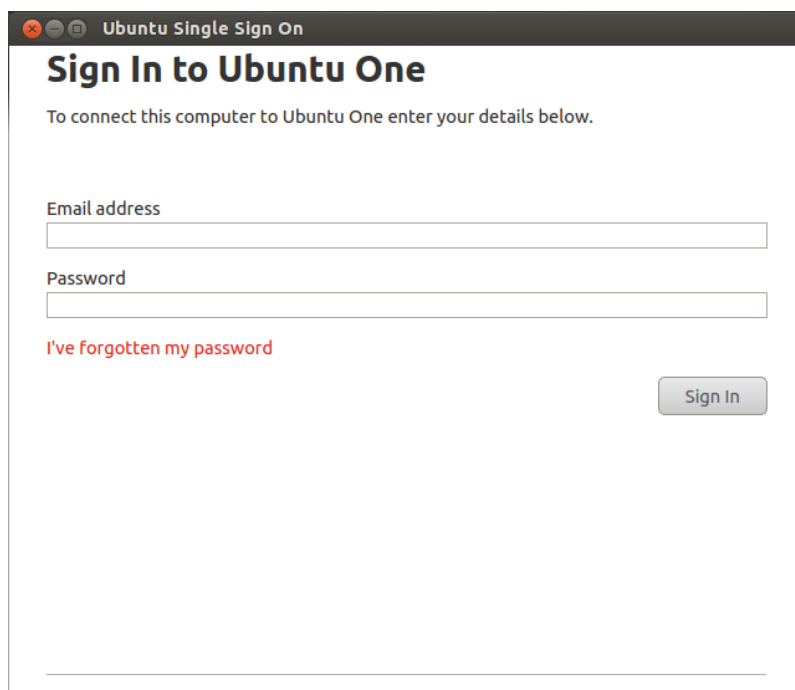 Ubuntu Single Sign On
Sign In to Ubuntu One
To connect this computer to Ubuntu One enter your details below.
Email address
Password
I've forgotten my password
Sign In